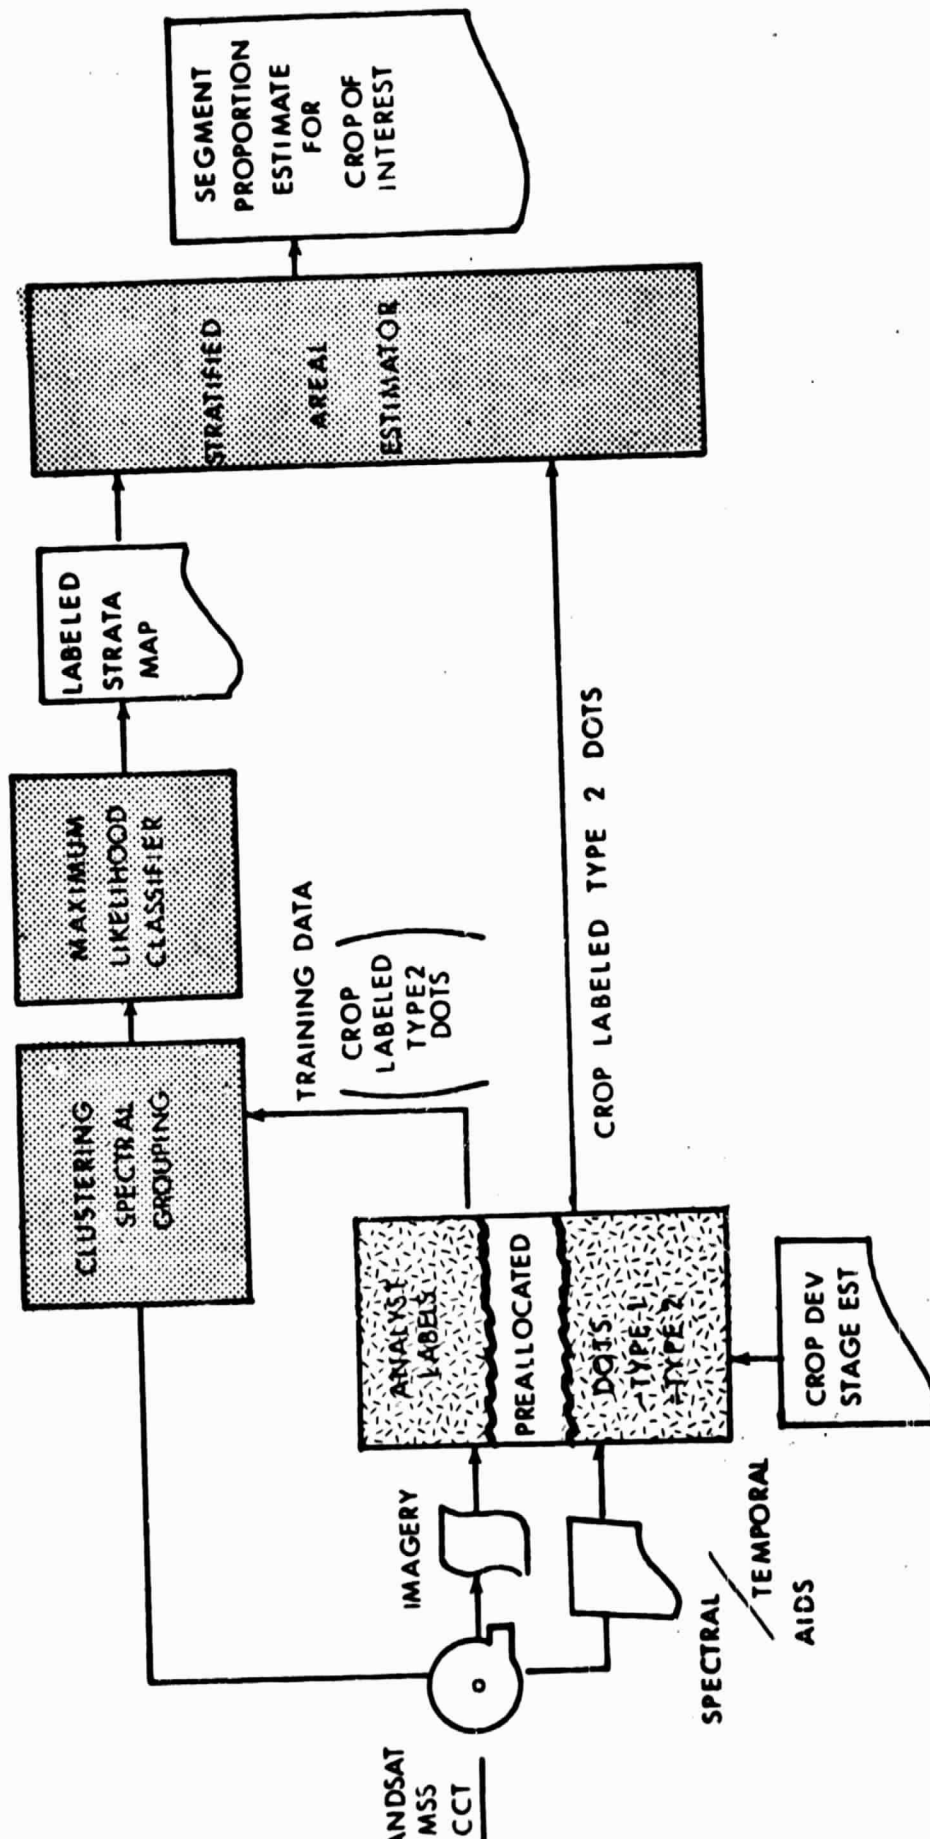 ANDSAT
MSS
CCT
IMAGERY
SPECTRAL
/ TEMPORAL
AIDS
CLUSTERING
SPECTRAL
GROUPING
ANALYST
LABELS
PREALLOCATED
DOTS
-TYPE 1
-TYPE 2
CROP DEV
STAGE EST
TRAINING DATA
(CROP
LABELED
TYPE2
DOTS)
MAXIMUM
LIKELIHOOD
CLASSIFIER
LABELED
STRATA
MAP
CROP LABELED TYPE 2 DOTS
STRATIFIED
AREAL
ESTIMATOR
SEGMENT
PROPORTION
ESTIMATE
FOR
CROP OF
INTEREST